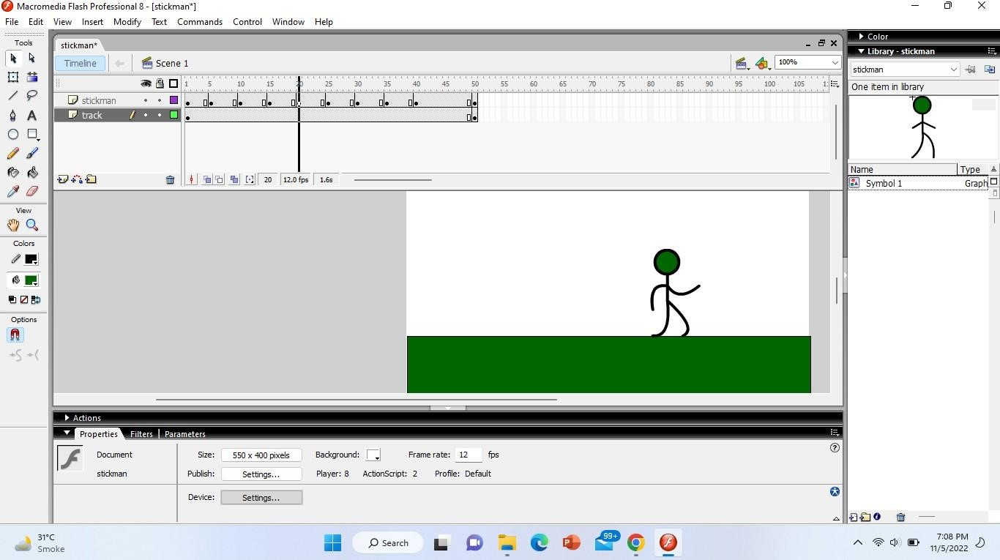 Macromedia Flash Professional 8 - [stickman*]
File Edit View Insert Modify Text Commands Control Window Help
Tools
View
Colors
Options
stickman*
Timeline
Scene 1
100%
1 5 10 15 20 25 30 35 40 45 50 55 60 65 70 75 80 85 90 95 100 105 11
stickman
track
20 12.0 fps 1.6s
Actions
Properties Filters Parameters
Document
stickman
Size: 550 x 400 pixels Background: Frame rate: 12 fps
Publish: Settings... Player: 8 ActionScript: 2 Profile: Default
Device: Settings...
Color
Library - stickman
stickman
One item in library
Name Type
Symbol 1 Graph
31°C
Smoke
Search
99+
7:08 PM
11/5/2022